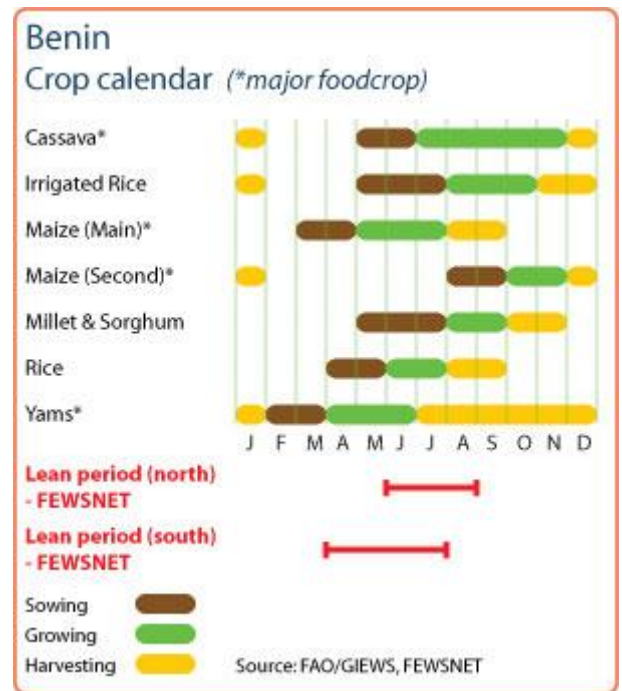 Benin
Crop calendar (*major foodcrop)
Cassava*
Irrigated Rice
Maize (Main)*
Maize (Second)*
Millet & Sorghum
Rice
Yams*
J F M A M J J A S O N D
Lean period (north)
- FEWSNET
Lean period (south)
- FEWSNET
Sowing
Growing
Harvesting
Source: FAO/GIEWS, FEWSNET